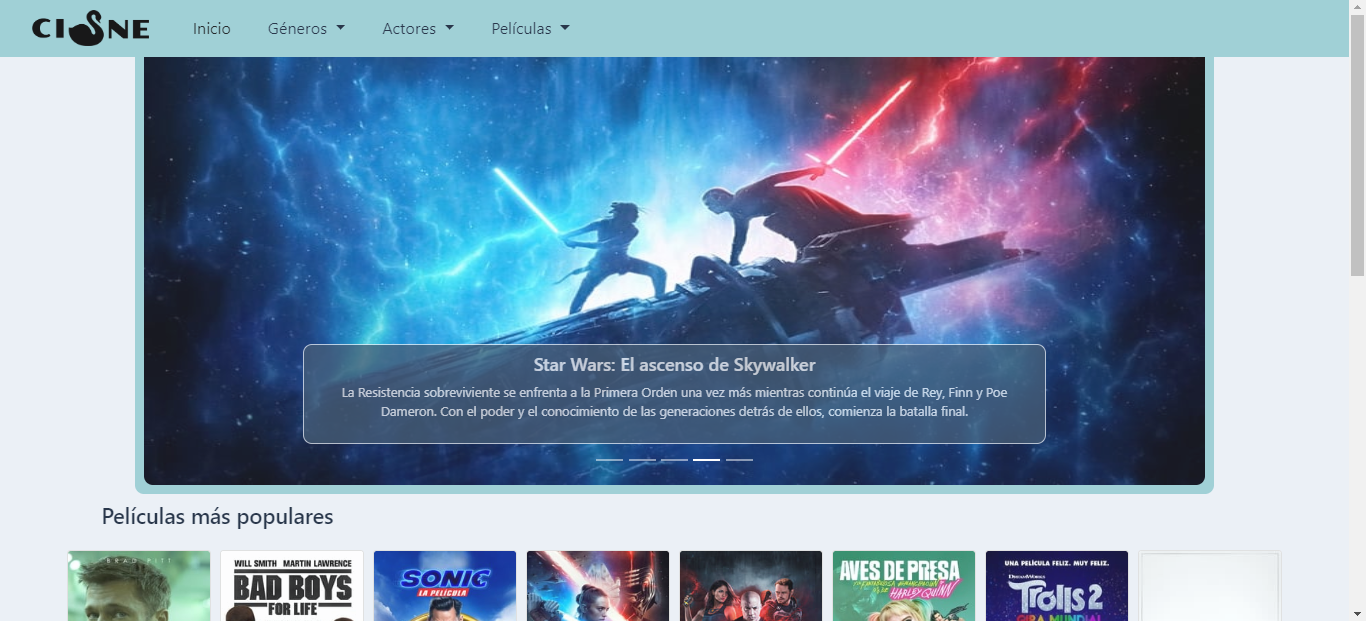 CISNE
Inicio
Géneros
Actores
Películas
Star Wars: El ascenso de Skywalker
La Resistencia sobreviviente se enfrenta a la Primera Orden una vez más mientras continúa el viaje de Rey, Finn y Poe
Dameron. Con el poder y el conocimiento de las generaciones detrás de ellos, comienza la batalla final.
Películas más populares
BRAD PITT
WILL SMITH MARTIN LAWRENCE
BAD BOYS
FOR LIFE
SONIC
LA PELÍCULA
AVES DE PRESA
HARLEY QUINN
UNA PELÍCULA FELIZ. MUY FELIZ.
DREAMWORKS
TROLLS 2
GIRA MUNDIAL